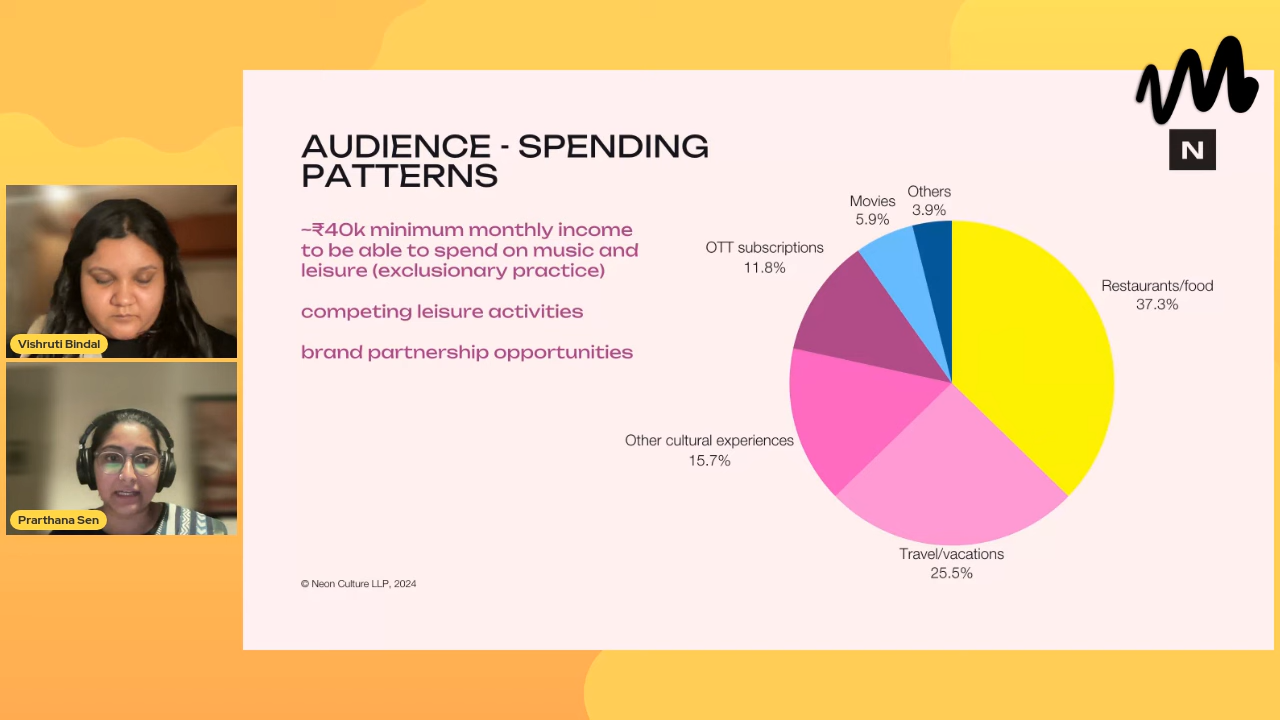 AUDIENCE - SPENDING
PATTERNS
~₹40k minimum monthly income
to be able to spend on music and
leisure (exclusionary practice)
competing leisure activities
brand partnership opportunities
Others
3.9%
Movies
5.9%
OTT subscriptions
11.8%
Restaurants/food
37.3%
Other cultural experiences
15.7%
Travel/vacations
25.5%
© Neon Culture LLP, 2024
N
Vishruti Bindal
Prarthana Sen